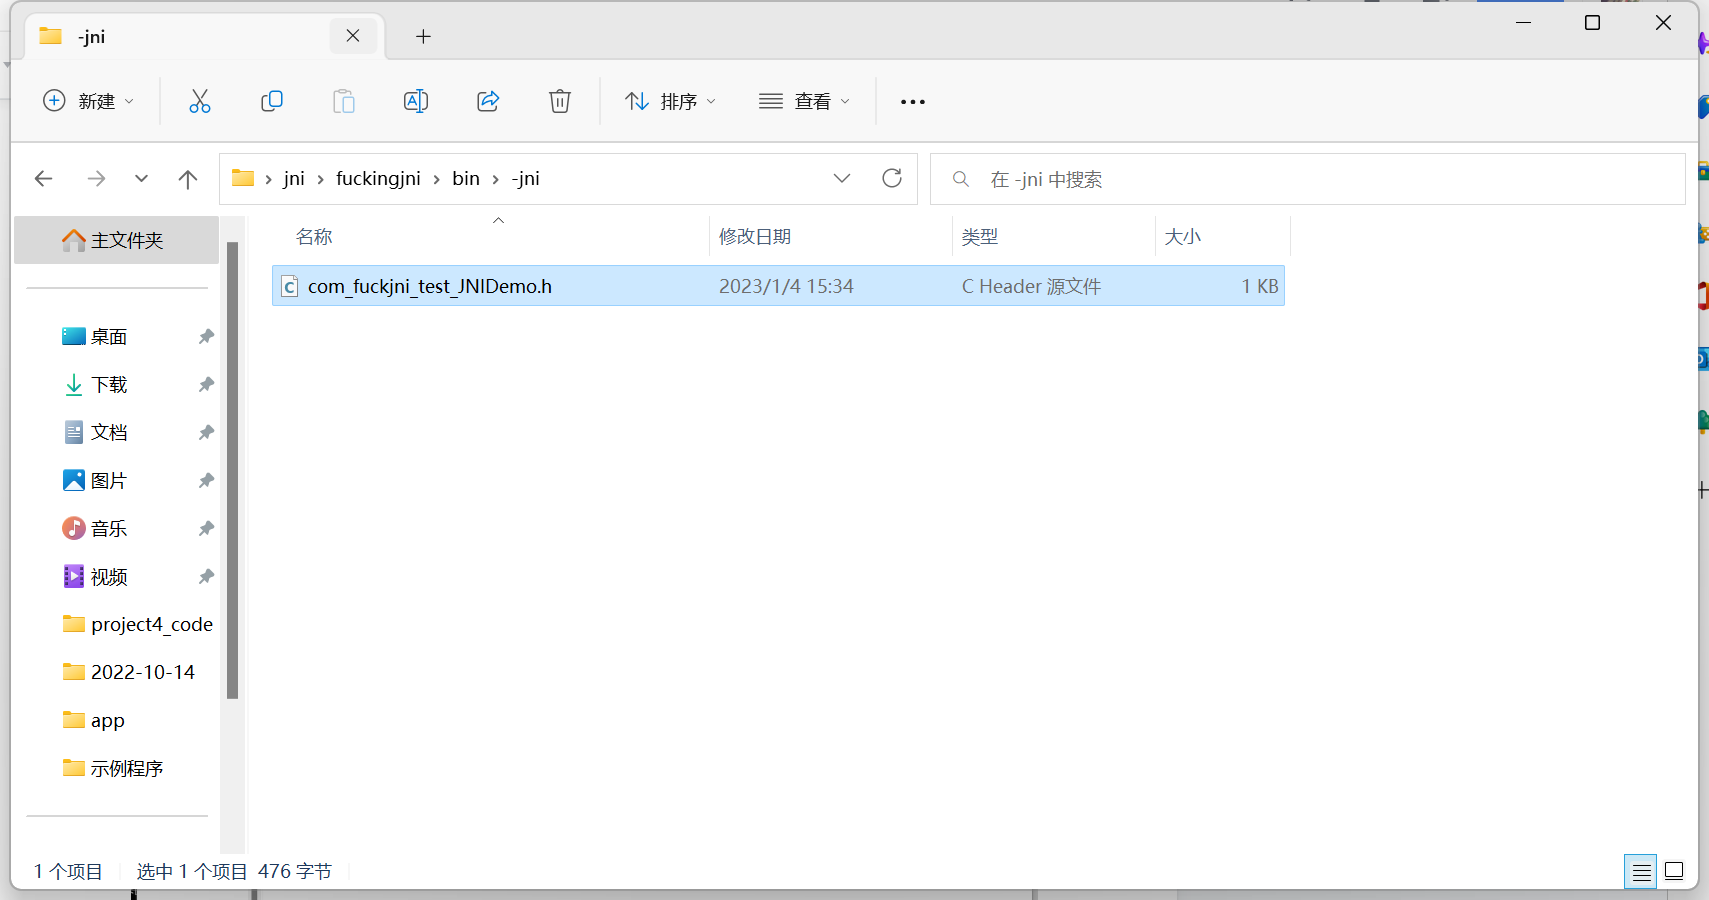 -jni
新建
排序
查看
jni > fuckingjni > bin > -jni
在 -jni 中搜索
主文件夹
名称
修改日期
类型
大小
com_fuckjni_test_JNIDemo.h
2023/1/4 15:34
C Header 源文件
1 KB
桌面
下载
文档
图片
音乐
视频
project4_code
2022-10-14
app
示例程序
1 个项目
选中 1 个项目 476 字节